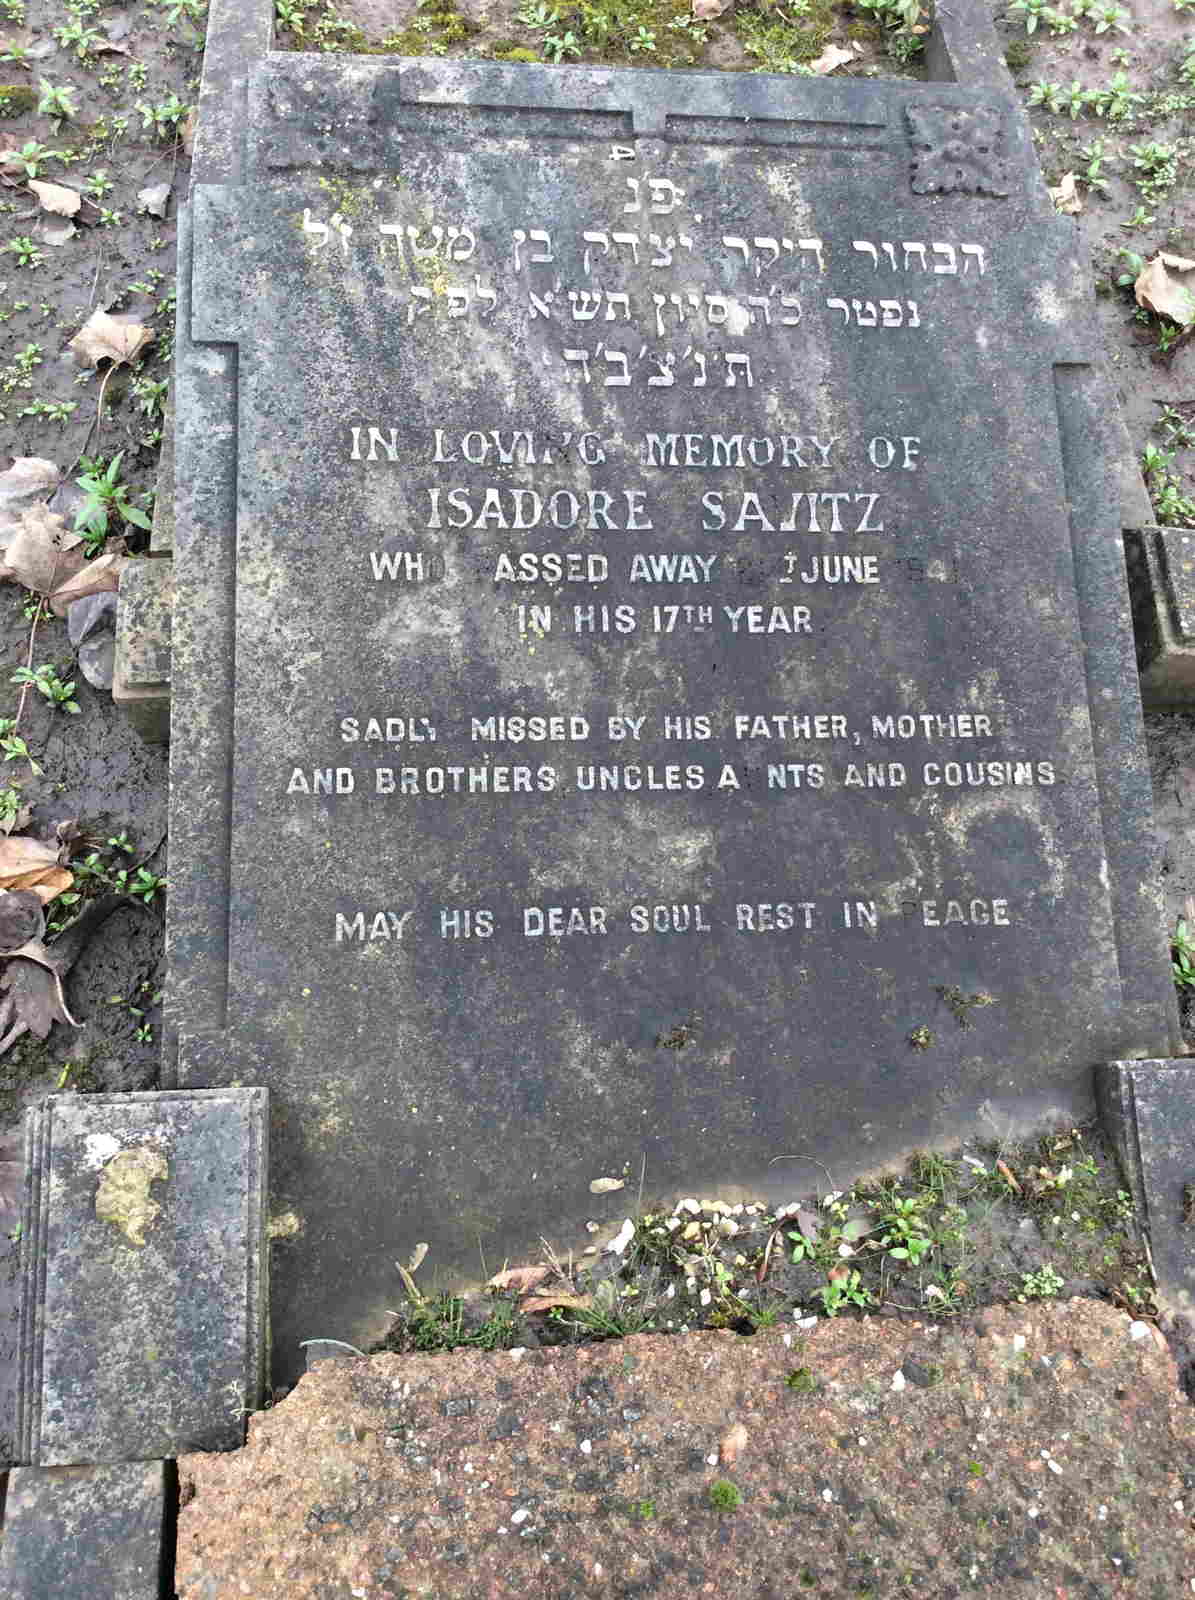 פ'נ
הבחור היקר יצחק בן משה ז'ל
נפטר כ'ה סיון תש'א לפ'ק
ת'נ'צ'ב'ה
IN LOVING MEMORY OF
ISADORE
WHO PASSED AWAY JUNE
IN HIS 17TH YEAR
SADLY MISSED BY HIS FATHER, MOTHER
AND BROTHERS UNCLES AUNTS AND COUSINS
MAY HIS DEAR SOUL REST IN PEACE